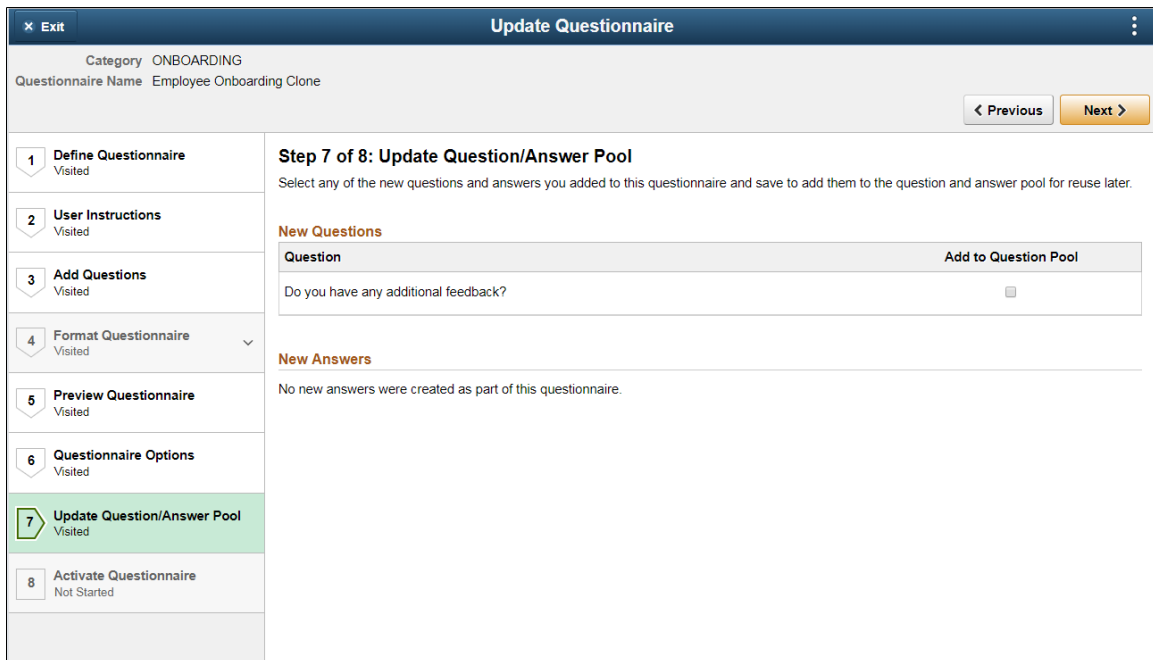 × Exit
Update Questionnaire
Category ONBOARDING
Questionnaire Name Employee Onboarding Clone
Previous
Next
1 Define Questionnaire
Visited
2 User Instructions
Visited
3 Add Questions
Visited
4 Format Questionnaire
Visited
5 Preview Questionnaire
Visited
6 Questionnaire Options
Visited
7 Update Question/Answer Pool
Visited
8 Activate Questionnaire
Not Started
Step 7 of 8: Update Question/Answer Pool
Select any of the new questions and answers you added to this questionnaire and save to add them to the question and answer pool for reuse later.
New Questions
Question Add to Question Pool
Do you have any additional feedback?
New Answers
No new answers were created as part of this questionnaire.